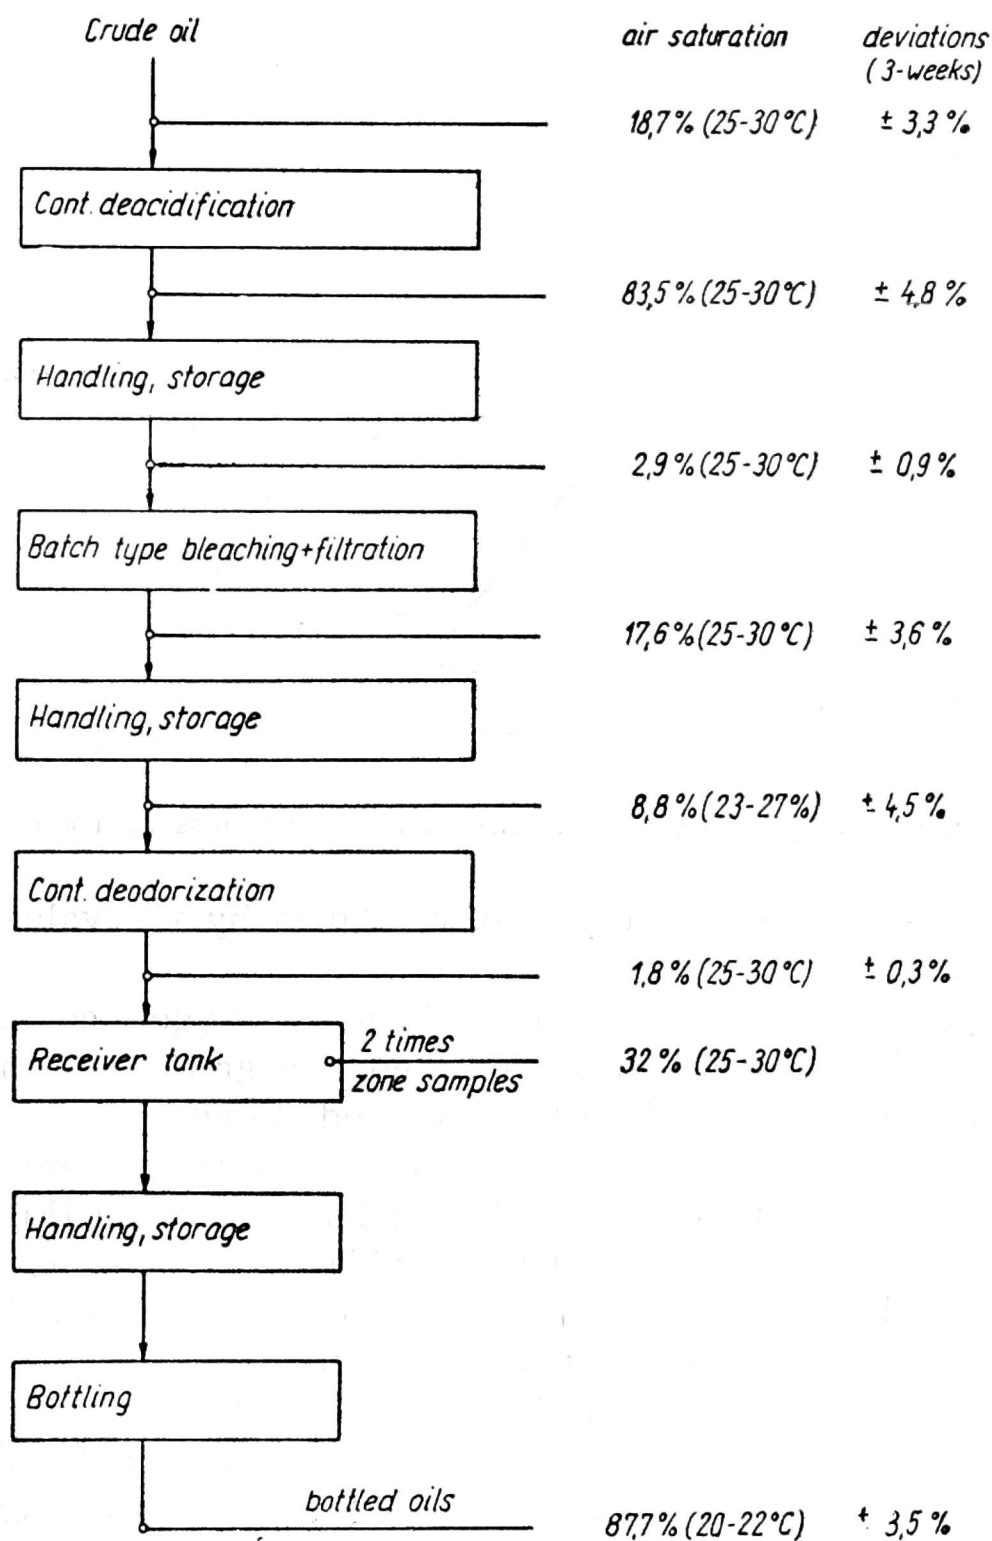 Crude oil air saturation deviations
(3-weeks)
18,7% (25-30°C) ± 3,3 %
Cont. deacidification
83,5 % (25-30°C) ± 4,8 %
Handling, storage
2,9 % (25-30°C) ± 0,9 %
Batch type bleaching+filtration
17,6 % (25-30°C) ± 3,6 %
Handling, storage
8,8 % (23-27%) ± 4,5 %
Cont. deodorization
1,8 % (25-30°C) ± 0,3 %
Receiver tank 2 times 32 % (25-30°C)
zone samples
Handling, storage
Bottling
bottled oils
87,7 % (20-22°C) + 3,5 %